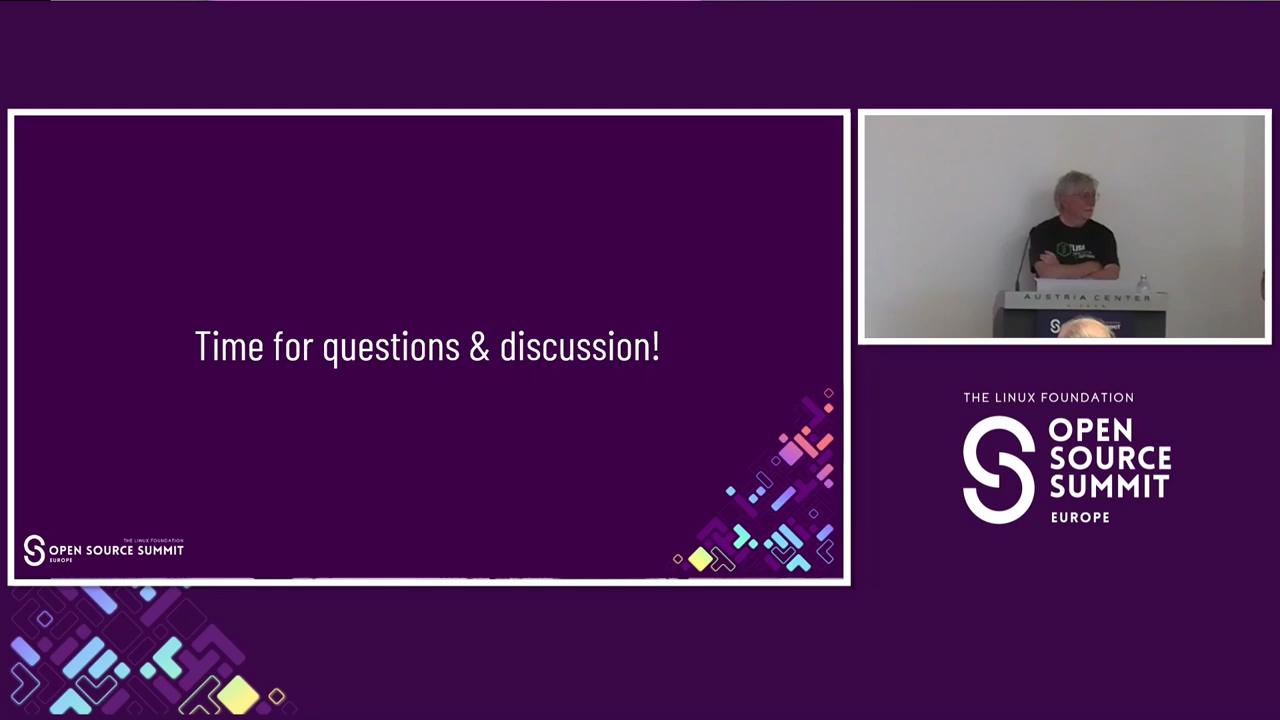 Time for questions & discussion!
THE LINUX FOUNDATION
OPEN SOURCE SUMMIT
EUROPE
AUSTRIA CENTER
THE LINUX FOUNDATION
OPEN
SOURCE
SUMMIT
EUROPE